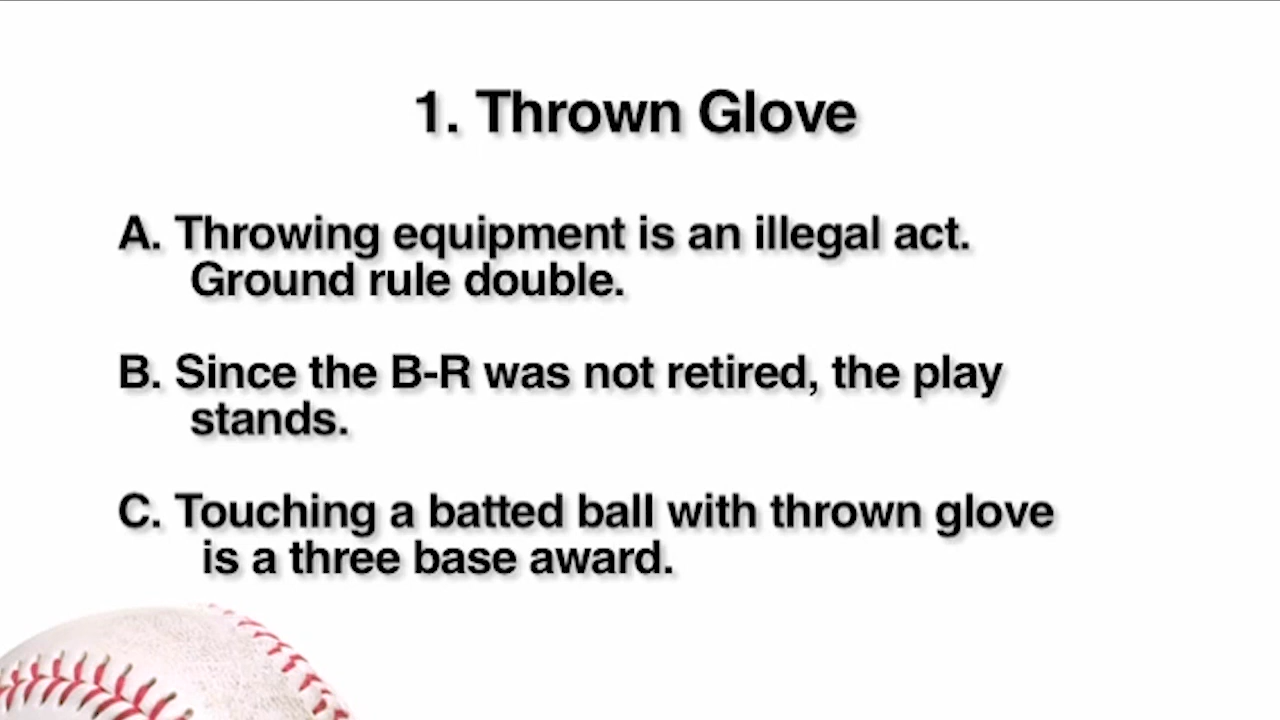 1. Thrown Glove
A. Throwing equipment is an illegal act.
Ground rule double.
B. Since the B-R was not retired, the play
stands.
C. Touching a batted ball with thrown glove
is a three base award.